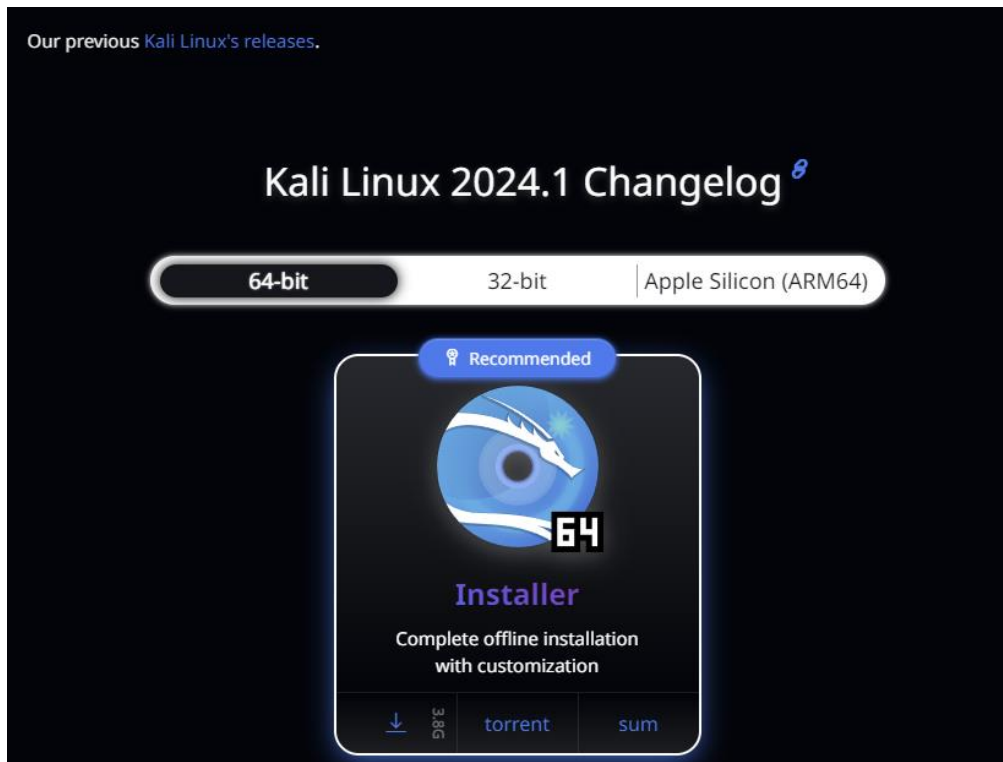 Our previous Kali Linux's releases.
Kali Linux 2024.1 Changelog
64-bit
32-bit
Apple Silicon (ARM64)
Recommended
64
Installer
Complete offline installation
with customization
3.8G
torrent
sum